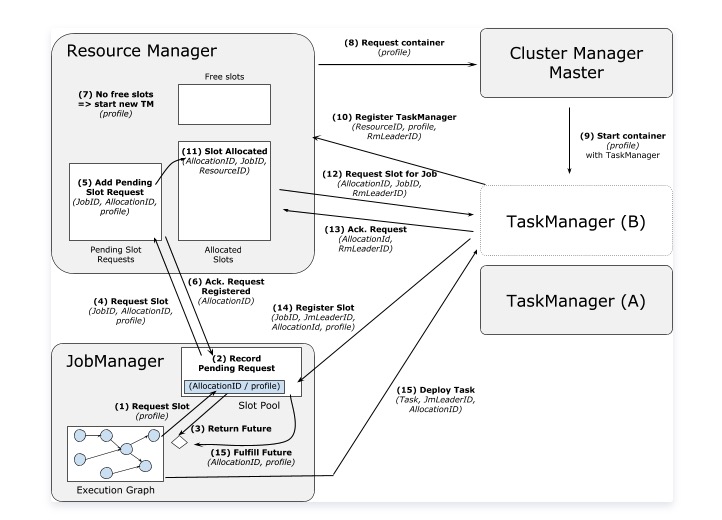 Resource Manager
Free slots
(7) No free slots
=> start new TM
(profile)
(8) Request container
(profile)
Cluster Manager
Master
(9) Start container
(profile)
with TaskManager
(10) Register TaskManager
(ResourceID, profile,
RmLeaderID)
(11) Slot Allocated
(AllocationID, JobID,
ResourceID)
(5) Add Pending
Slot Request
(JobID, AllocationID,
profile)
(12) Request Slot for Job
(AllocationID, JobID,
RmLeaderID)
(13) Ack. Request
(AllocationId,
RmLeaderID)
TaskManager (B)
Pending Slot
Requests
Allocated
Slots
(6) Ack. Request
Registered
(AllocationID)
(4) Request Slot
(JobID, AllocationID,
profile)
(14) Register Slot
(JobID, JmLeaderID,
AllocationId, profile)
TaskManager (A)
JobManager
(2) Record
Pending Request
(AllocationID / profile)
Slot Pool
(1) Request Slot
(profile)
(3) Return Future
(15) Fulfill Future
(AllocationID, profile)
(15) Deploy Task
(Task, JmLeaderID,
AllocationID)
Execution Graph